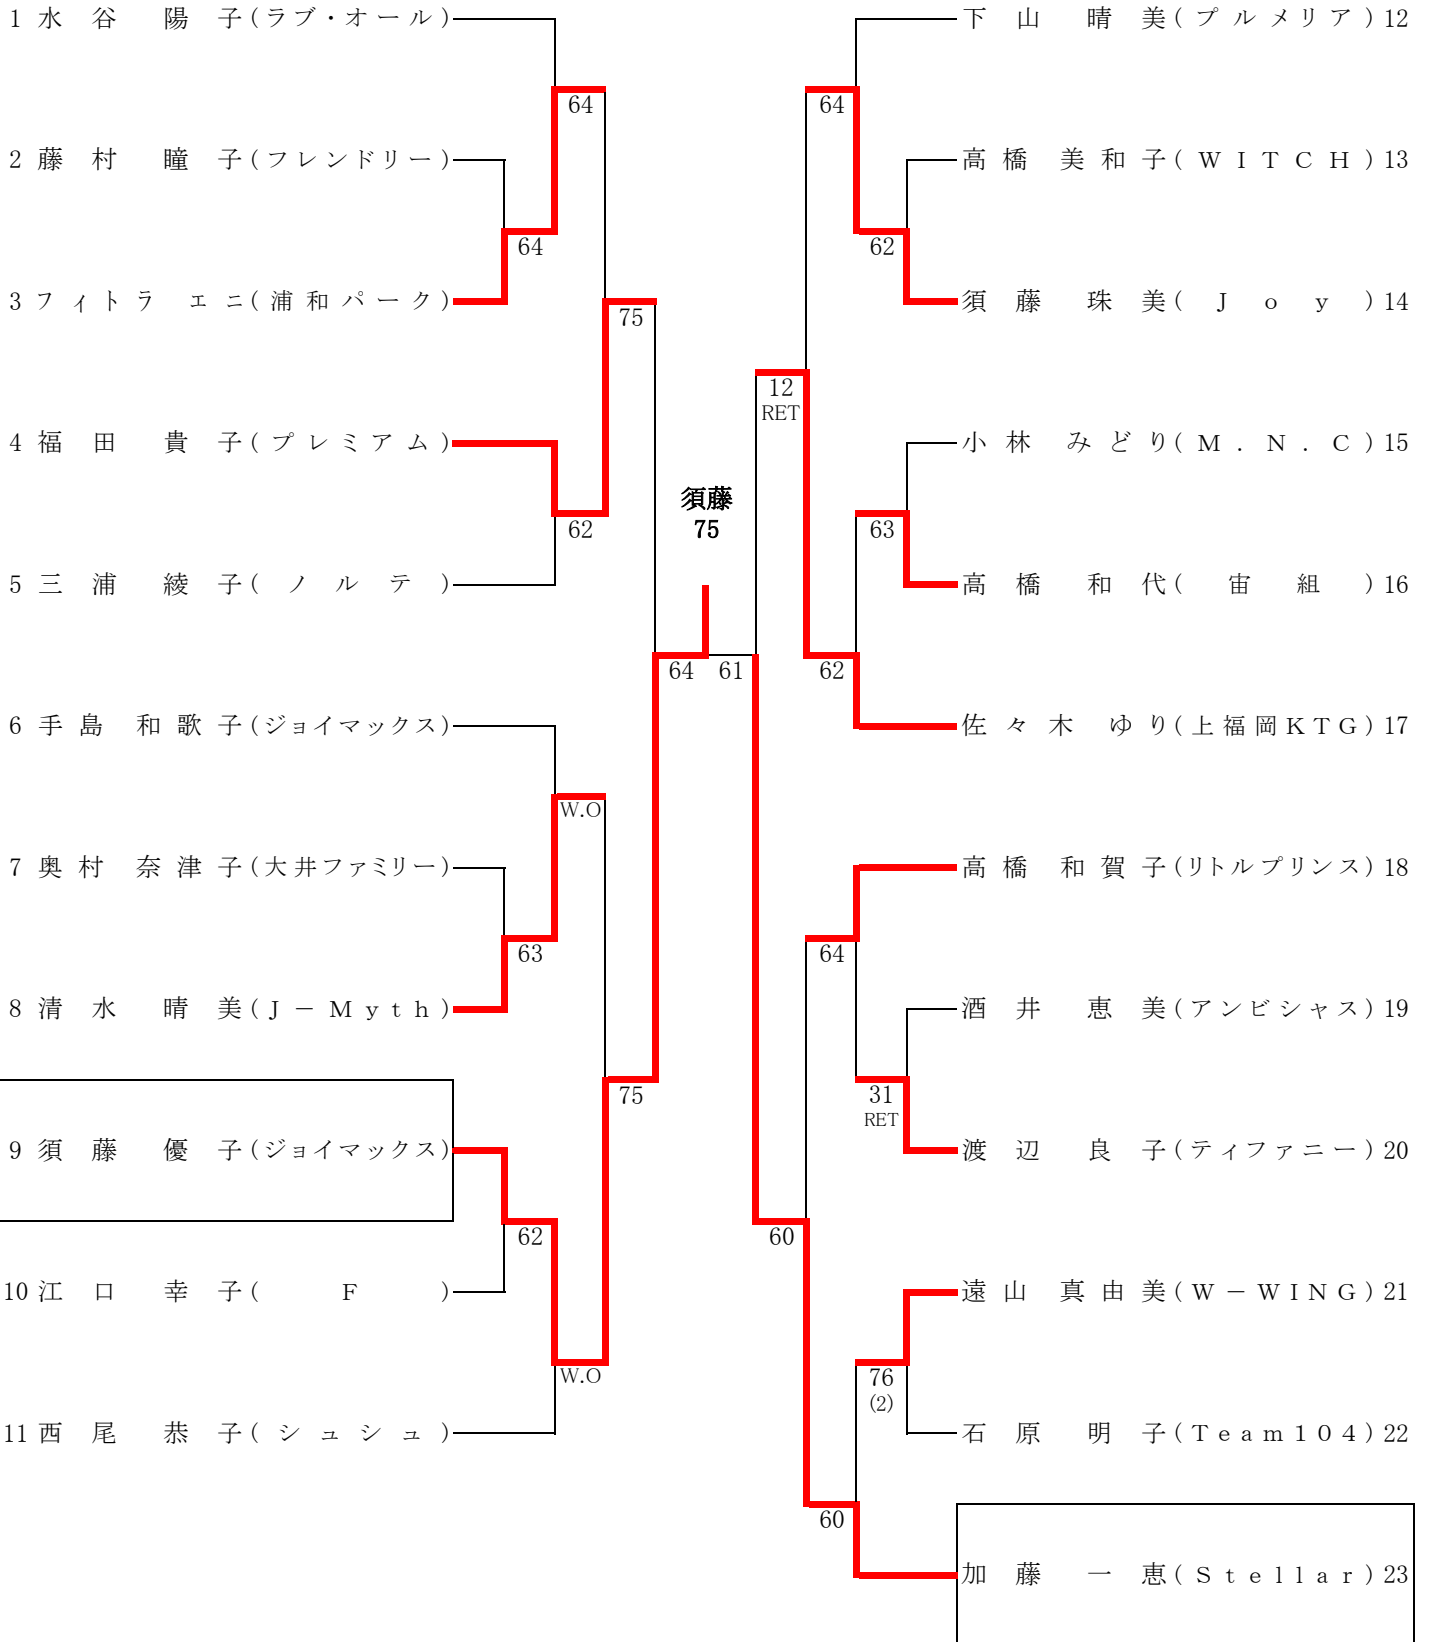 1 水谷 陽子(ラブ・オール)
64
2 藤村 瞳子(フレンドリー)
64
3 フィトラ エニ(浦和パーク)
75
4 福田 貴子(プレミアム)
62
5 三浦 綾子(ノルテ)
64
6 手島 和歌子(ジョイマックス)
W.O
7 奥村 奈津子(大井ファミリー)
63
8 清水 晴美(J－Myth)
75
9 須藤 優子(ジョイマックス)
62
10 江口 幸子(F)
W.O
11 西尾 恭子(シュシュ)
須藤
75
下山 晴美(プルメリア)12
64
高橋 美和子(WITCH)13
62
須藤 珠美(Joy)14
12
RET
小林 みどり(M.N.C)15
63
高橋 和代(宙組)16
61
62
佐々木 ゆり(上福岡KTG)17
高橋 和賀子(リトルプリンス)18
64
酒井 恵美(アンビシャス)19
31
RET
渡辺 良子(ティファニー)20
60
遠山 真由美(W－WING)21
76
(2)
石原 明子(Team104)22
60
加藤 一恵(Stellar)23